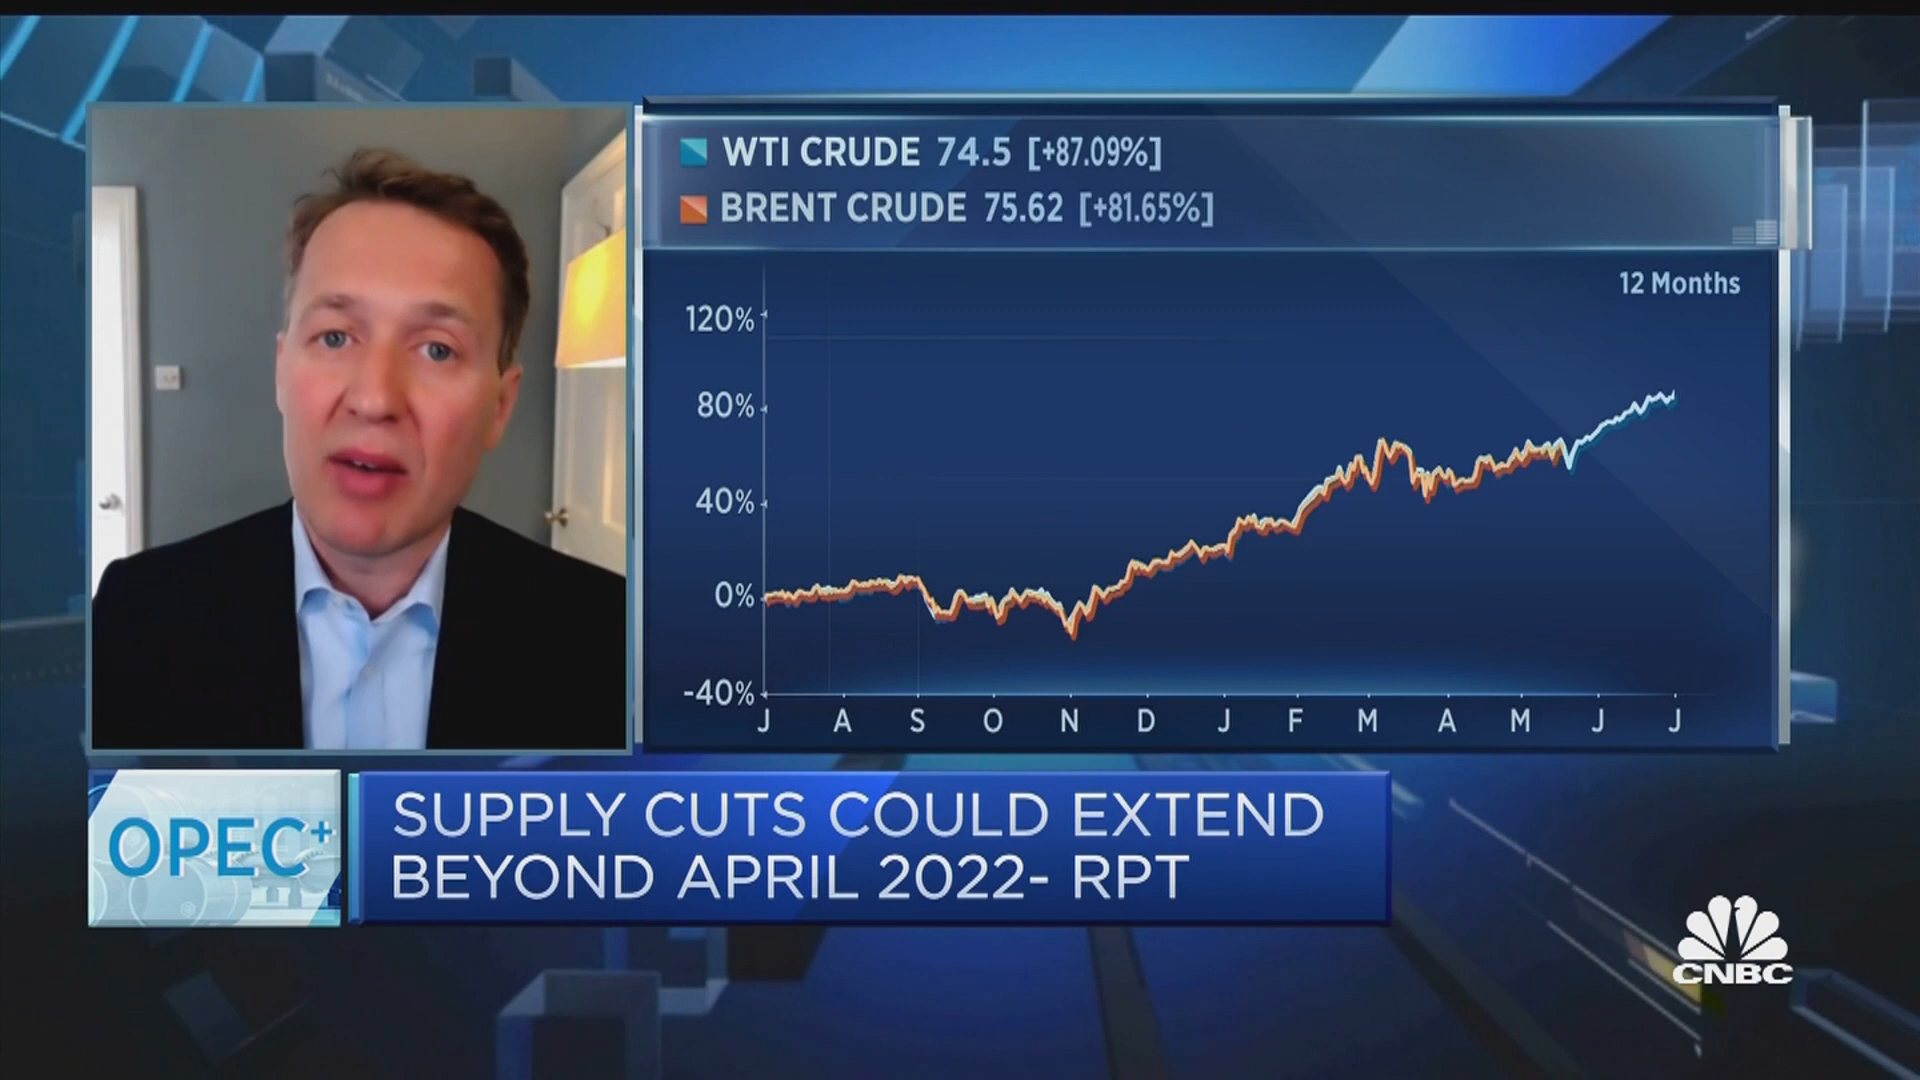 WTI CRUDE 74.5 [+87.09%]
BRENT CRUDE 75.62 [+81.65%]
12 Months
120%
80%
40%
0%
-40%
J A S O N D J F M A M J J
OPEC+
SUPPLY CUTS COULD EXTEND
BEYOND APRIL 2022- RPT
CNBC